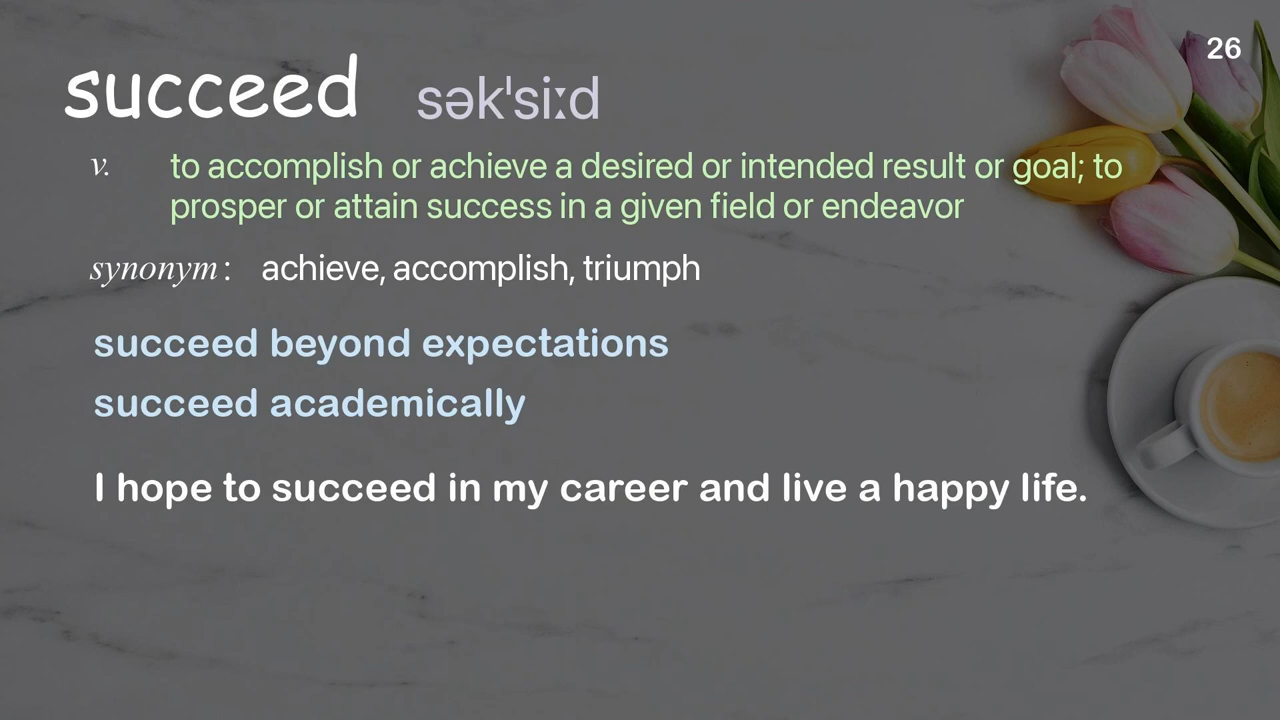 26
succeed səkˈsiːd
v. to accomplish or achieve a desired or intended result or goal; to
prosper or attain success in a given field or endeavor
synonym : achieve, accomplish, triumph
succeed beyond expectations
succeed academically
I hope to succeed in my career and live a happy life.